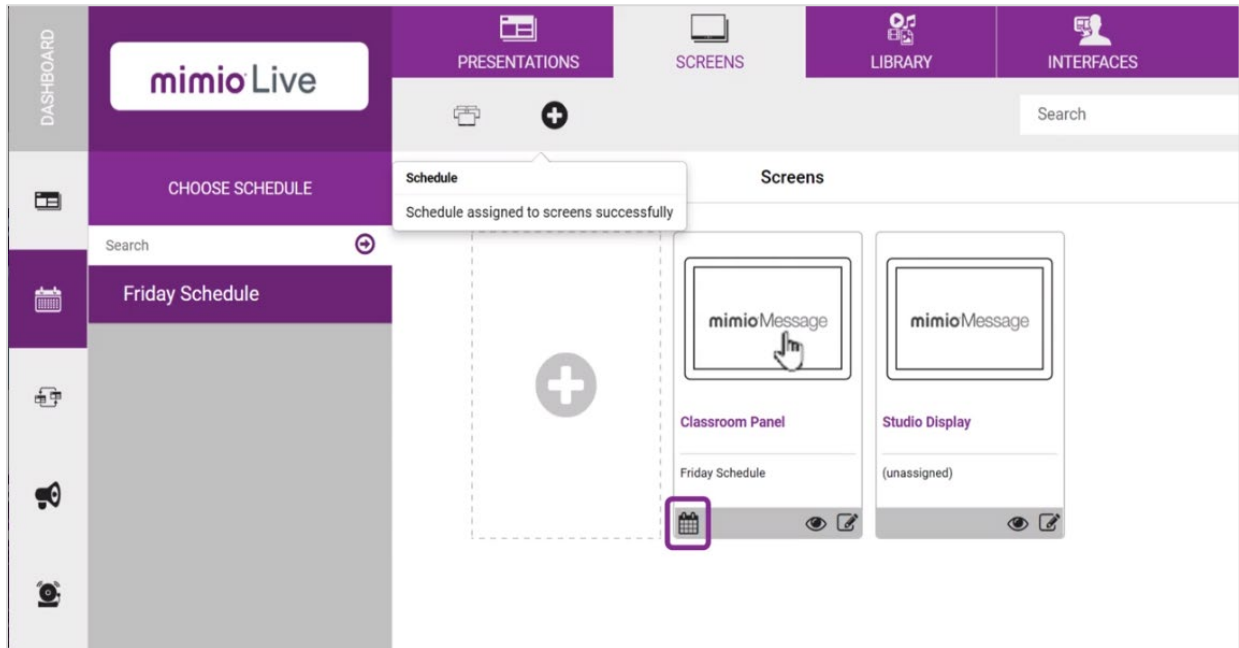 DASHBOARD
mimio Live
PRESENTATIONS
SCREENS
LIBRARY
INTERFACES
Search
CHOOSE SCHEDULE
Search
Friday Schedule
Schedule
Schedule assigned to screens successfully
Screens
mimioMessage
Classroom Panel
Friday Schedule
mimioMessage
Studio Display
(unassigned)